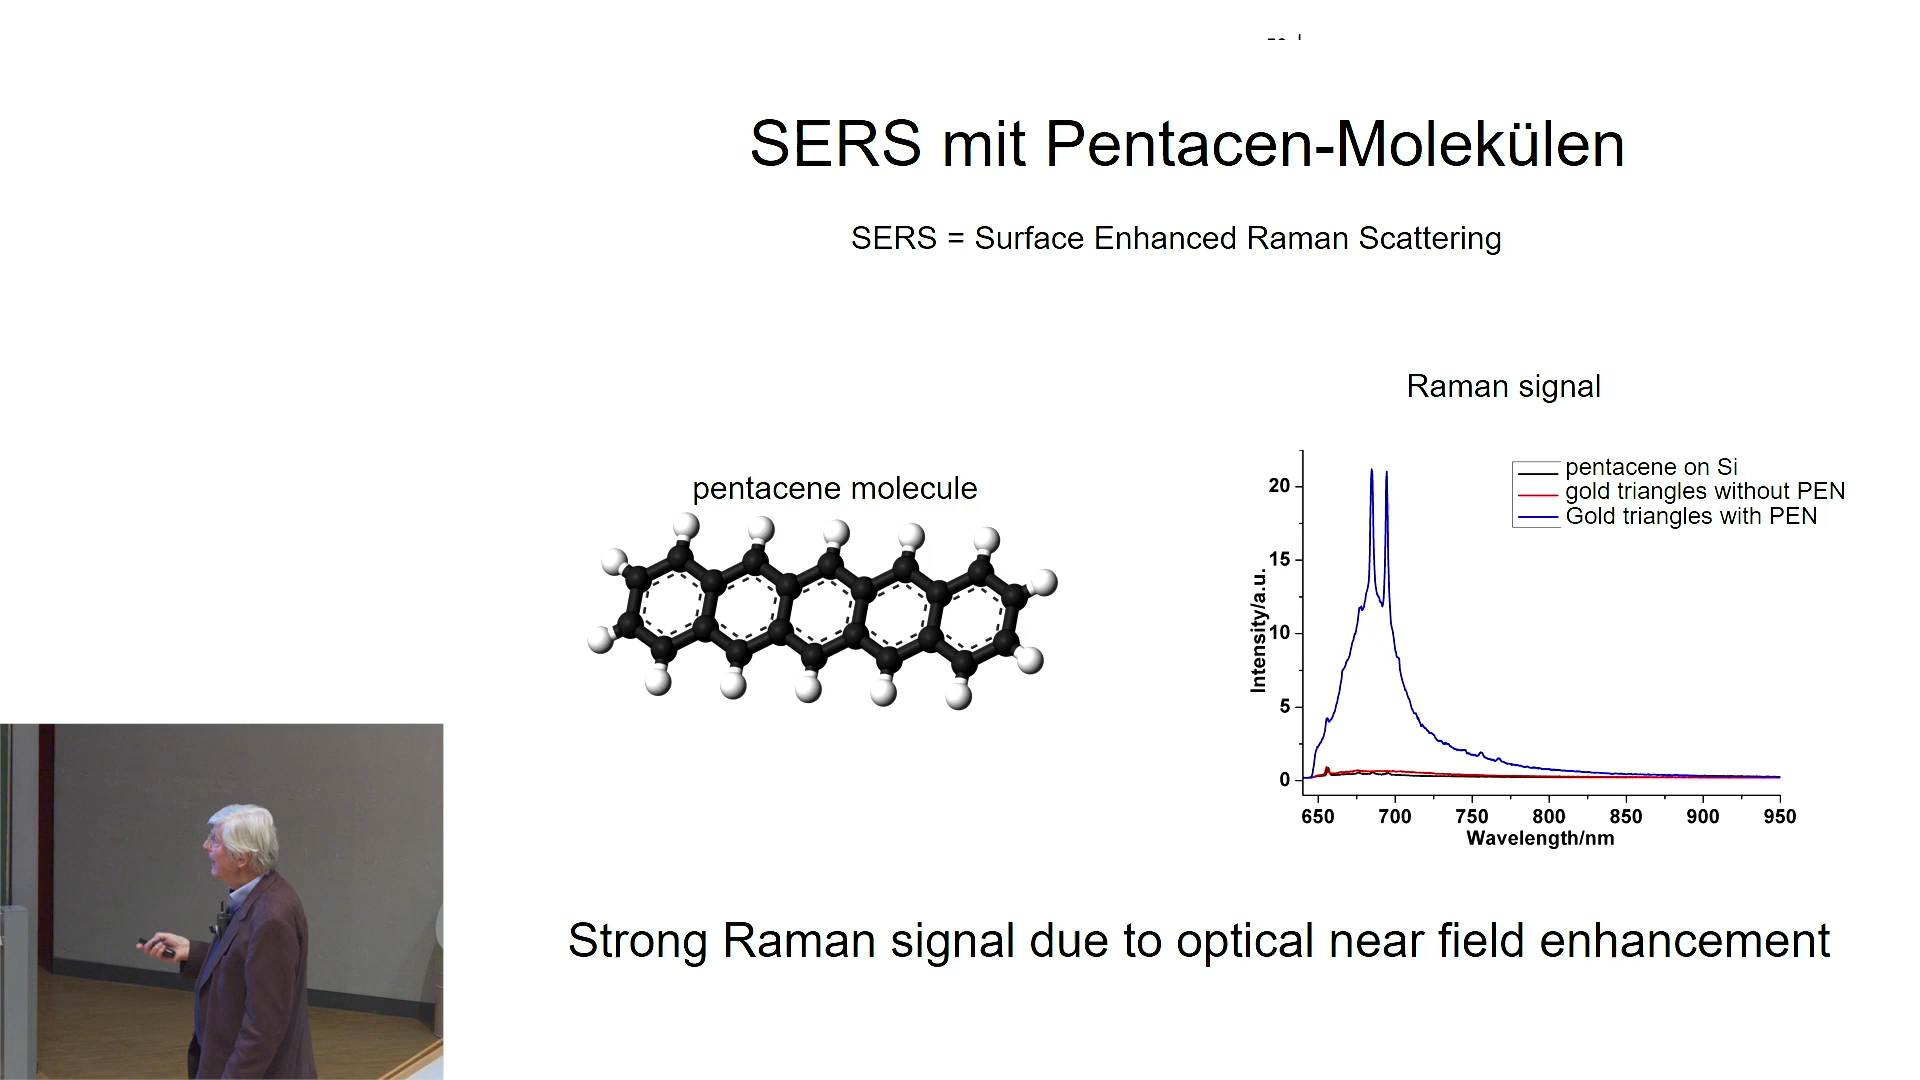 SERS mit Pentacen-Molekülen
SERS = Surface Enhanced Raman Scattering
Raman signal
pentacene molecule
pentacene on Si
gold triangles without PEN
Gold triangles with PEN
20
15
10
5
0
Intensity/a.u.
650 700 750 800 850 900 950
Wavelength/nm
Strong Raman signal due to optical near field enhancement